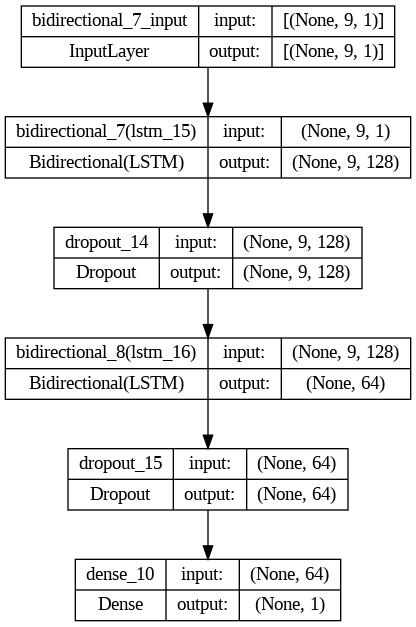 bidirectional_7_input input: [(None, 9, 1)]
InputLayer output: [(None, 9, 1)]
bidirectional_7(lstm_15) input: (None, 9, 1)
Bidirectional(LSTM) output: (None, 9, 128)
dropout_14 input: (None, 9, 128)
Dropout output: (None, 9, 128)
bidirectional_8(lstm_16) input: (None, 9, 128)
Bidirectional(LSTM) output: (None, 64)
dropout_15 input: (None, 64)
Dropout output: (None, 64)
dense_10 input: (None, 64)
Dense output: (None, 1)